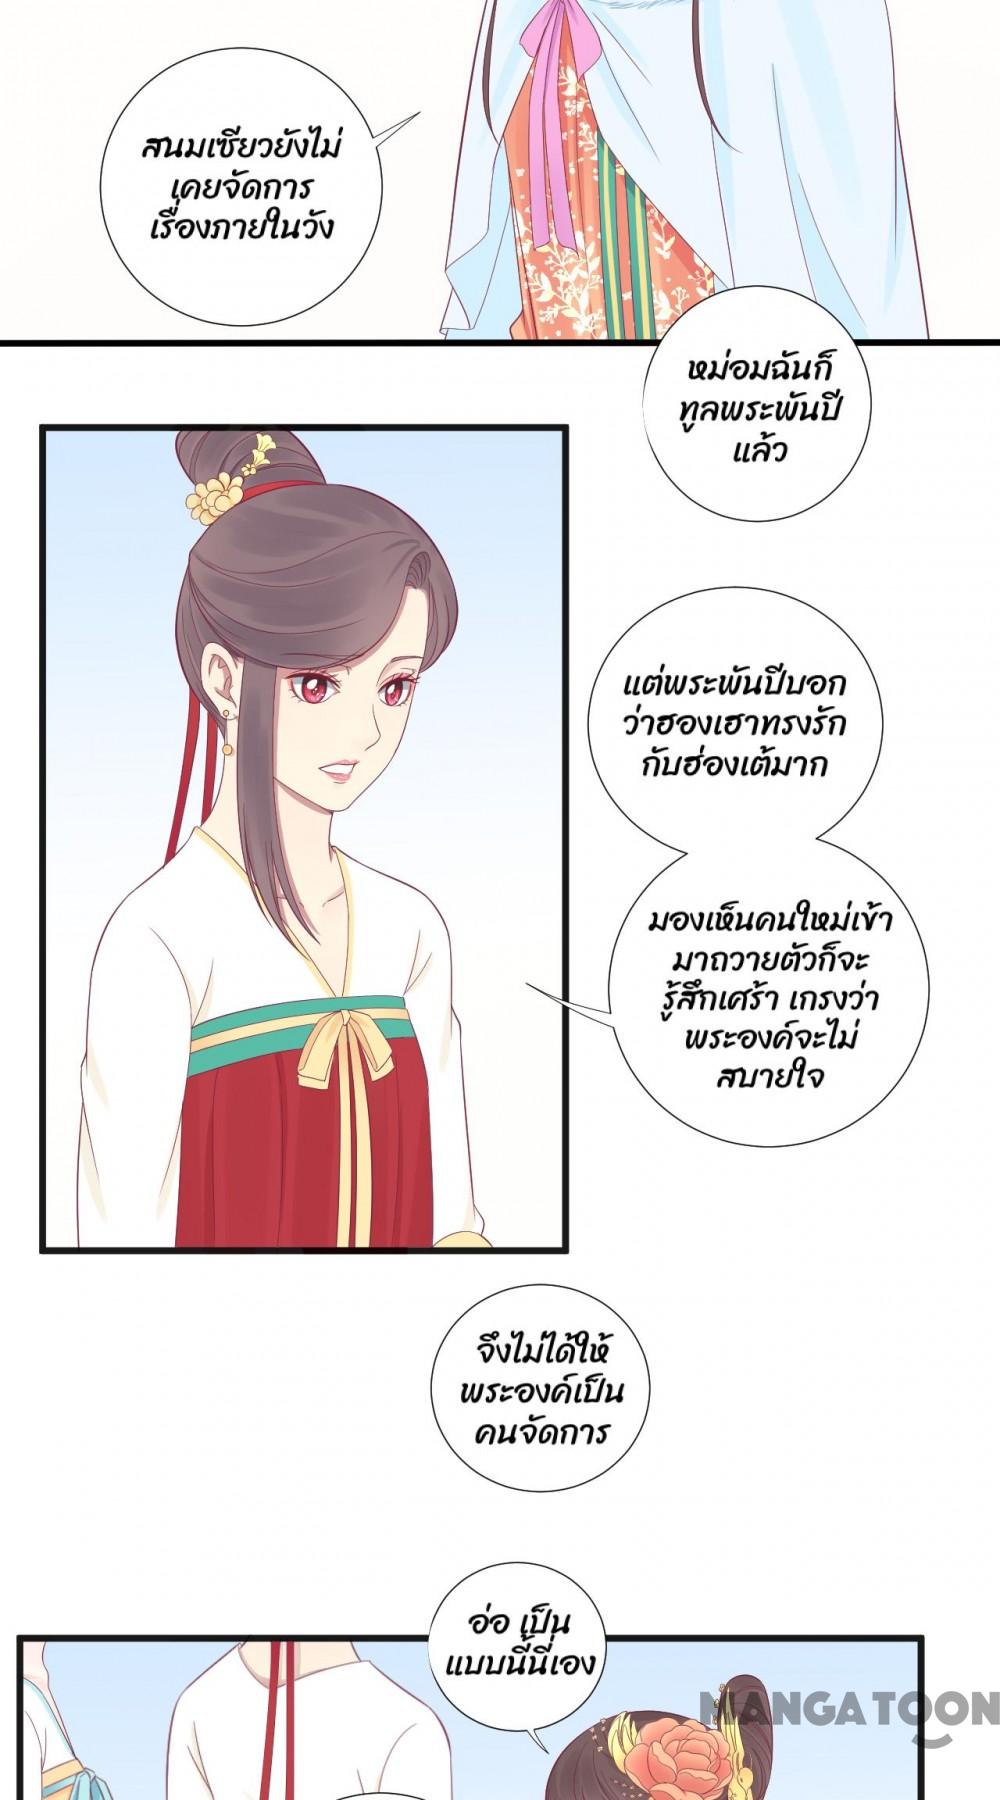 สนมเซียวยังไม่
เคยจัดการ
เรื่องภายในวัง
หม่อมฉันก็
ทูลพระพันปี
แล้ว
แต่พระพันปีบอก
ว่าฮองเฮาทรงรัก
กับฮ่องเต้มาก
มองเห็นคนใหม่เข้า
มาถวายตัวก็จะ
รู้สึกเศร้า เกรงว่า
พระองค์จะไม่
สบายใจ
จึงไม่ได้ให้
พระองค์เป็น
คนจัดการ
อ่อ เป็น
แบบนี้นี่เอง
MANGATOON